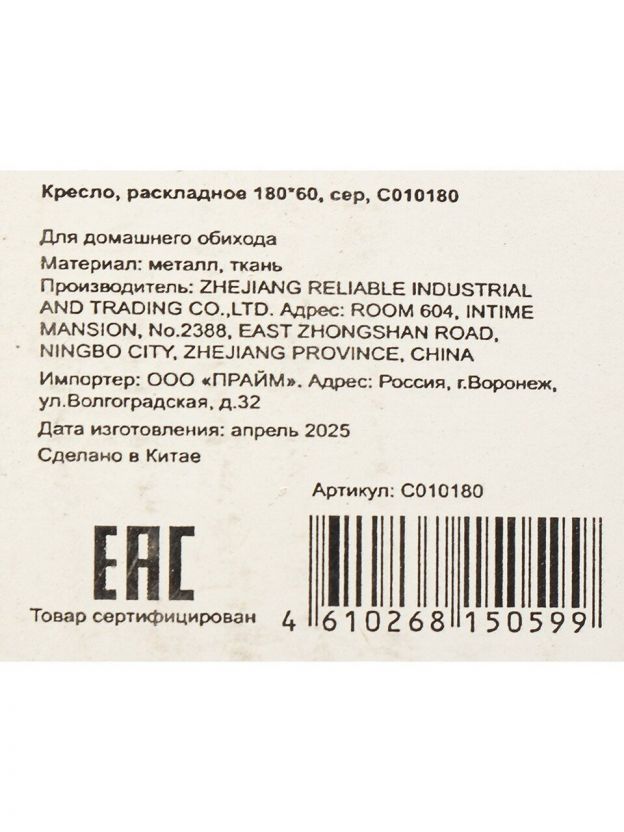 Кресло, раскладное 180*60, сер, С010180
Для домашнего обихода
Материал: металл, ткань
Производитель: ZHEJIANG RELIABLE INDUSTRIAL
AND TRADING CO.,LTD. Адрес: ROOM 604, INTIME
MANSION, No.2388, EAST ZHONGSHAN ROAD,
NINGBO CITY, ZHEJIANG PROVINCE, CHINA
Импортер: ООО «ПРАЙМ». Адрес: Россия, г.Воронеж,
ул.Волгоградская, д.32
Дата изготовления: апрель 2025
Сделано в Китае
Артикул: С010180
EAC
Товар сертифицирован
4 610268 150599